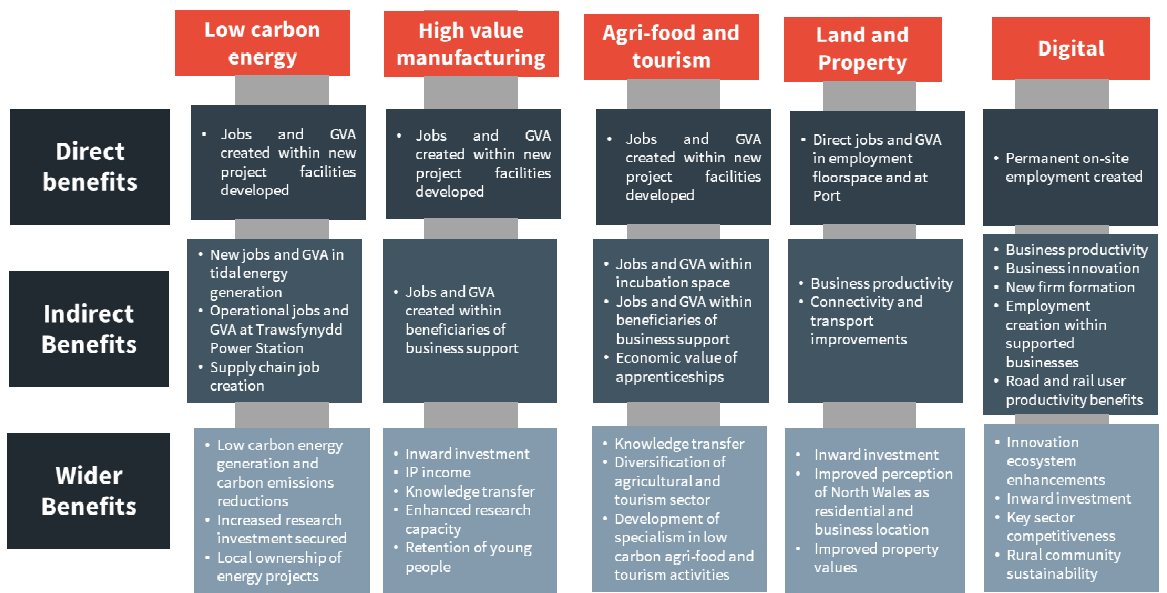 Low carbon
energy
High value
manufacturing
Agri-food and
tourism
Land and
Property
Digital
Direct
benefits
• Jobs and GVA
created within new
project facilities
developed
• Jobs and GVA
created within new
project facilities
developed
• Jobs and GVA
created within new
project facilities
developed
• Direct jobs and GVA
in employment
floorspace and at
Port
• Permanent on-site
employment created
Indirect
Benefits
• New jobs and GVA in
tidal energy
generation
• Operational jobs and
GVA at Trawsfynydd
Power Station
• Supply chain job
creation
• Jobs and GVA
created within
beneficiaries of
business support
• Jobs and GVA within
incubation space
• Jobs and GVA within
beneficiaries of
business support
• Economic value of
apprenticeships
• Business productivity
• Connectivity and
transport
improvements
• Business productivity
• Business innovation
• New firm formation
• Employment
creation within
supported
businesses
• Road and rail user
productivity benefits
Wider
Benefits
• Low carbon energy
generation and
carbon emissions
reductions
• Increased research
investment secured
• Local ownership of
energy projects
• Inward investment
• IP income
• Knowledge transfer
• Enhanced research
capacity
• Retention of young
people
• Knowledge transfer
• Diversification of
agricultural and
tourism sector
• Development of
specialism in low
carbon agri-food and
tourism activities
• Inward investment
• Improved perception
of North Wales as
residential and
business location
• Improved property
values
• Innovation
ecosystem
enhancements
• Inward investment
• Key sector
competitiveness
• Rural community
sustainability